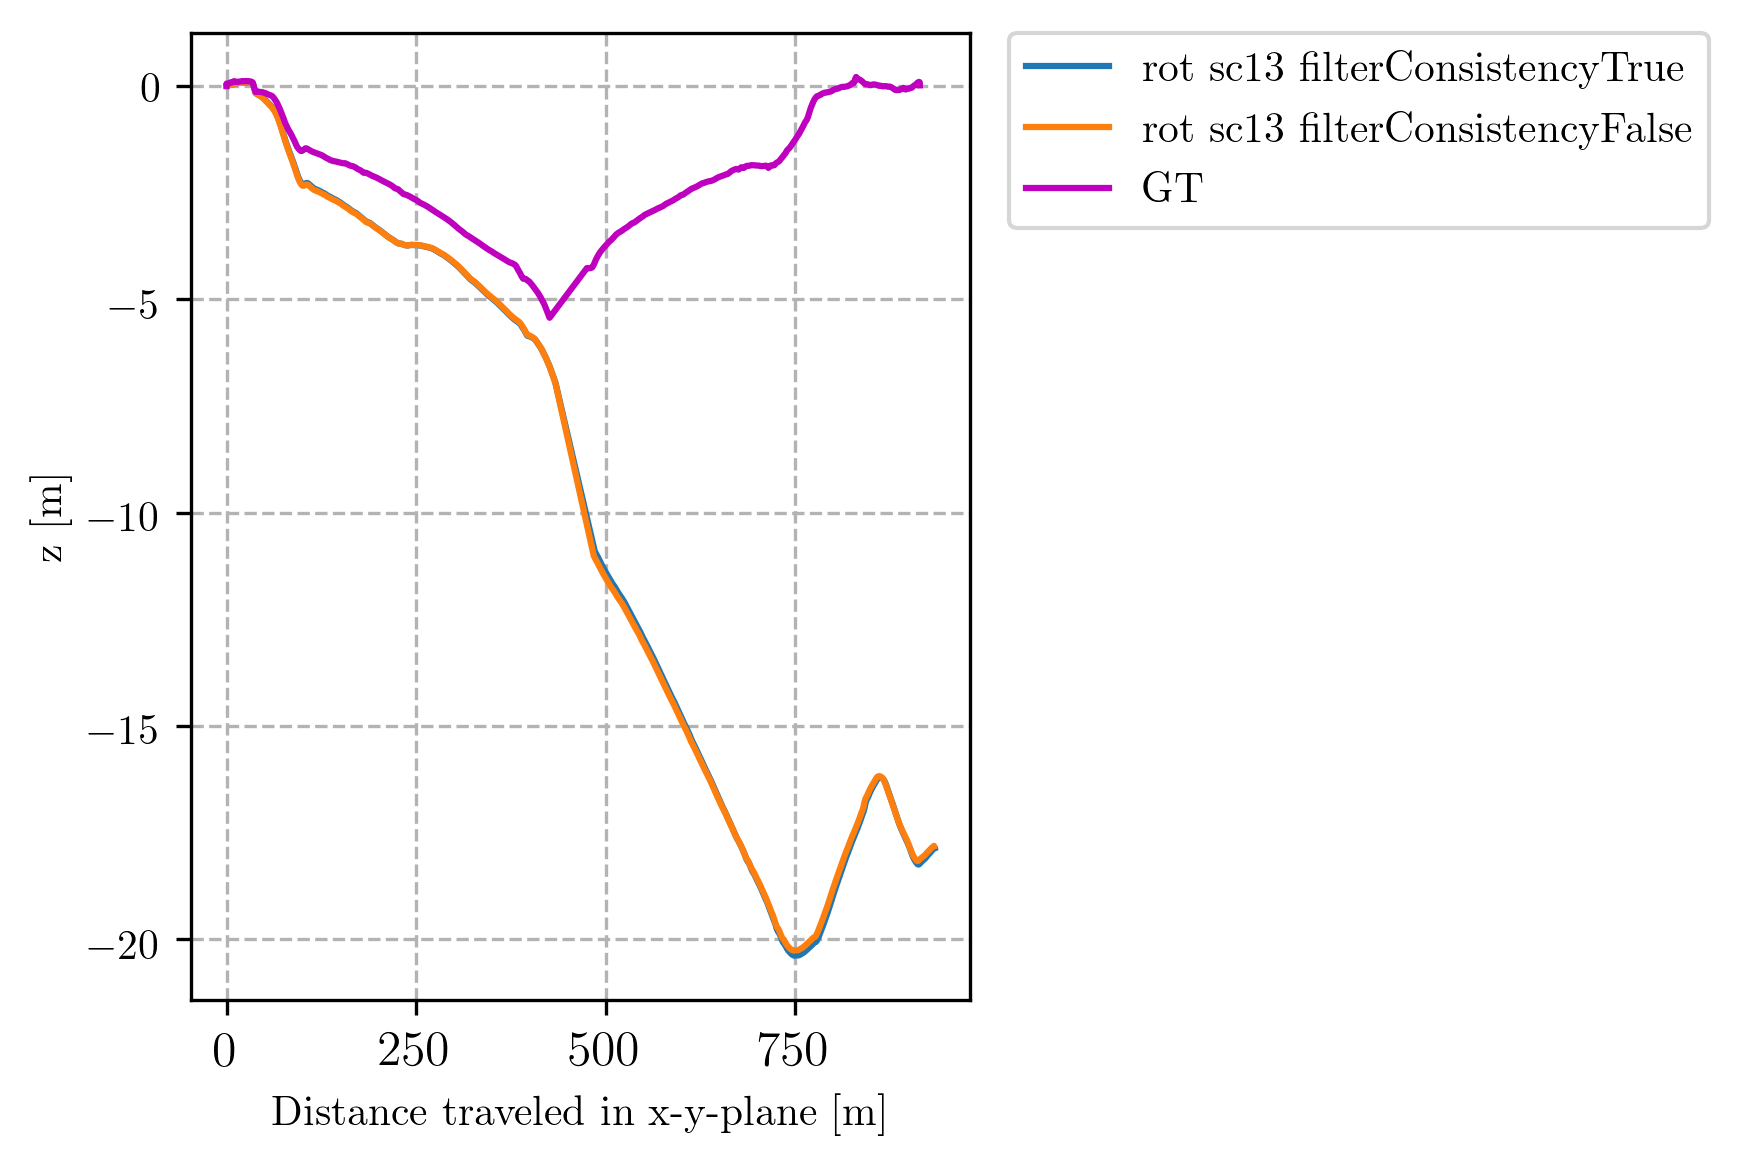 rot sc13 filterConsistencyTrue
rot sc13 filterConsistencyFalse
GT
0
−5
−10
−15
−20
z [m]
0 250 500 750
Distance traveled in x-y-plane [m]